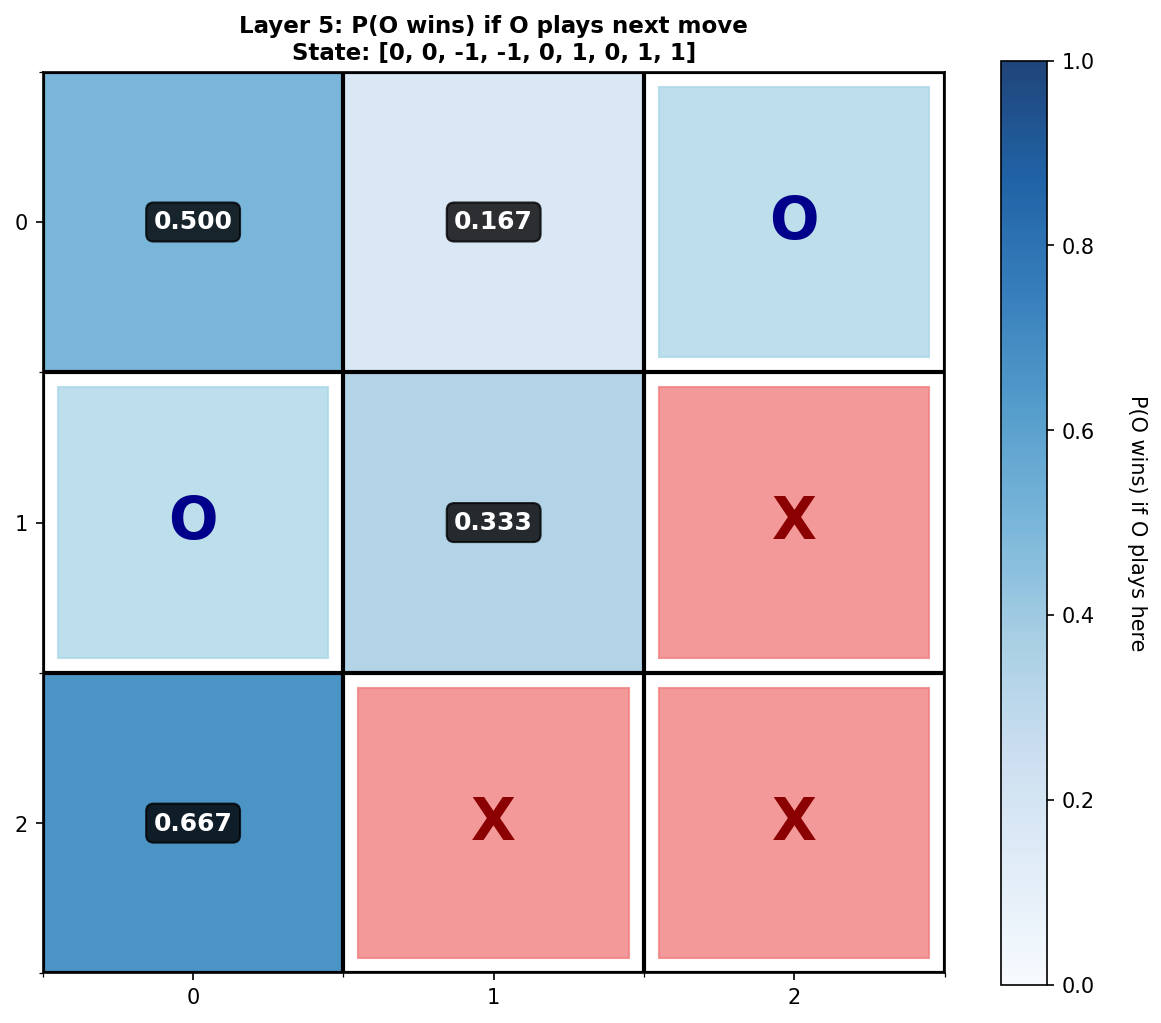 Layer 5: P(O wins) if O plays next move
State: [0, 0, -1, -1, 0, 1, 0, 1, 1]
0
0.500
0.167
O
1
O
0.333
X
2
0.667
X
X
0
1
2
1.0
0.8
0.6
0.4
0.2
0.0
P(O wins) if O plays here